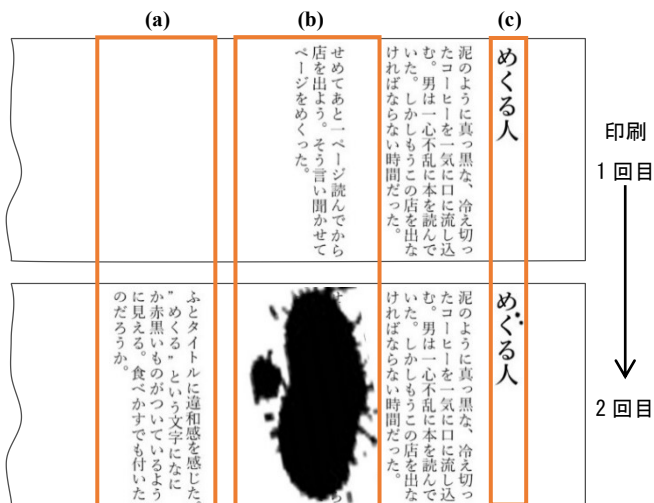 (a)
(b)
(c)
めくる人
泥のように真っ黒な、冷え切っ
たコーヒーを一気に口に流し込
む。男は一心不乱に本を読んで
いた。しかしもうこの店を出な
ければならない時間だった。
せめてあと一ページ読んでから
店を出よう。そう言い聞かせて
ページをめくった。
印刷
1回目
めぐる人
泥のように真っ黒な、冷え切っ
たコーヒーを一気に口に流し込
む。男は一心不乱に本を読んで
いた。しかしもうこの店を出な
ければならない時間だった。
ふとタイトルに違和感を感じた。
”めくる”という文字になに
か赤黒いものがついているよう
に見える。食べかすでも付いた
のだろうか。
2回目